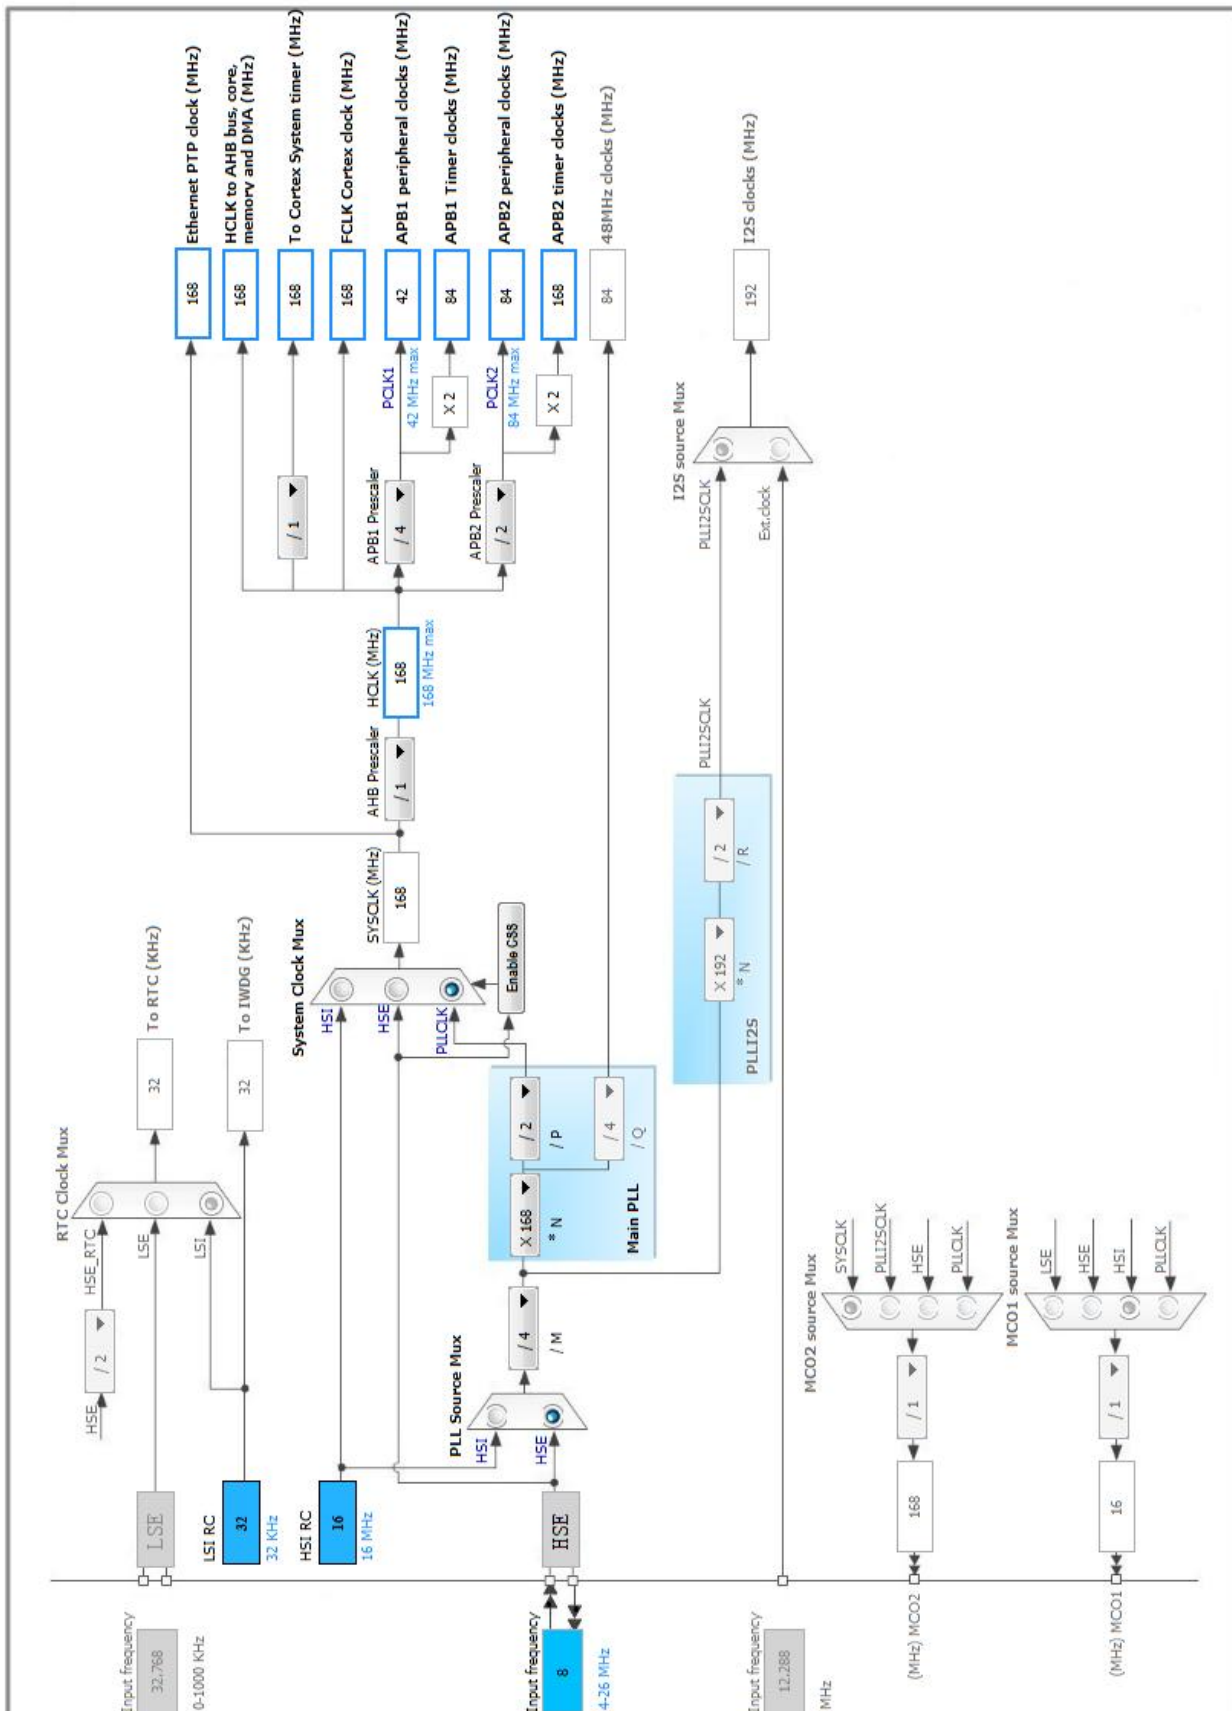 Input frequency
32.768
0-1000 KHz
LSE
HSE
/ 2
HSE_RTC
LSE
LSI
RTC Clock Mux
32
To RTC (KHz)
LSI RC
32
32 KHz
32
To IWDG (KHz)
HSI RC
16
16 MHz
Input frequency
8
4-26 MHz
HSE
PLL Source Mux
HSI
HSE
/ 4
/ M
X 168
* N
/ 2
/ P
/ 4
/ Q
Main PLL
System Clock Mux
HSI
HSE
PLLCLK
Enable CSS
SYSCLK (MHz)
168
AHB Prescaler
/ 1
HCLK (MHz)
168
168 MHz max
/ 1
APB1 Prescaler
/ 4
PCLK1
42 MHz max
X 2
APB2 Prescaler
/ 2
PCLK2
84 MHz max
X 2
168
Ethernet PTP clock (MHz)
168
HCLK to AHB bus, core,
memory and DMA (MHz)
168
To Cortex System timer (MHz)
168
FCLK Cortex clock (MHz)
42
APB1 peripheral clocks (MHz)
84
APB1 Timer clocks (MHz)
84
APB2 peripheral clocks (MHz)
168
APB2 timer clocks (MHz)
84
48MHz clocks (MHz)
PLLI2S
X 192
* N
/ 2
/ R
PLLI2SCLK
PLLI2SCLK
Ext.clock
I2S source Mux
192
I2S clocks (MHz)
Input frequency
12.288
MHz
(MHz) MCO2
168
/ 1
MCO2 source Mux
SYSCLK
PLLI2SCLK
HSE
PLLCLK
(MHz) MCO1
16
/ 1
MCO1 source Mux
LSE
HSE
HSI
PLLCLK